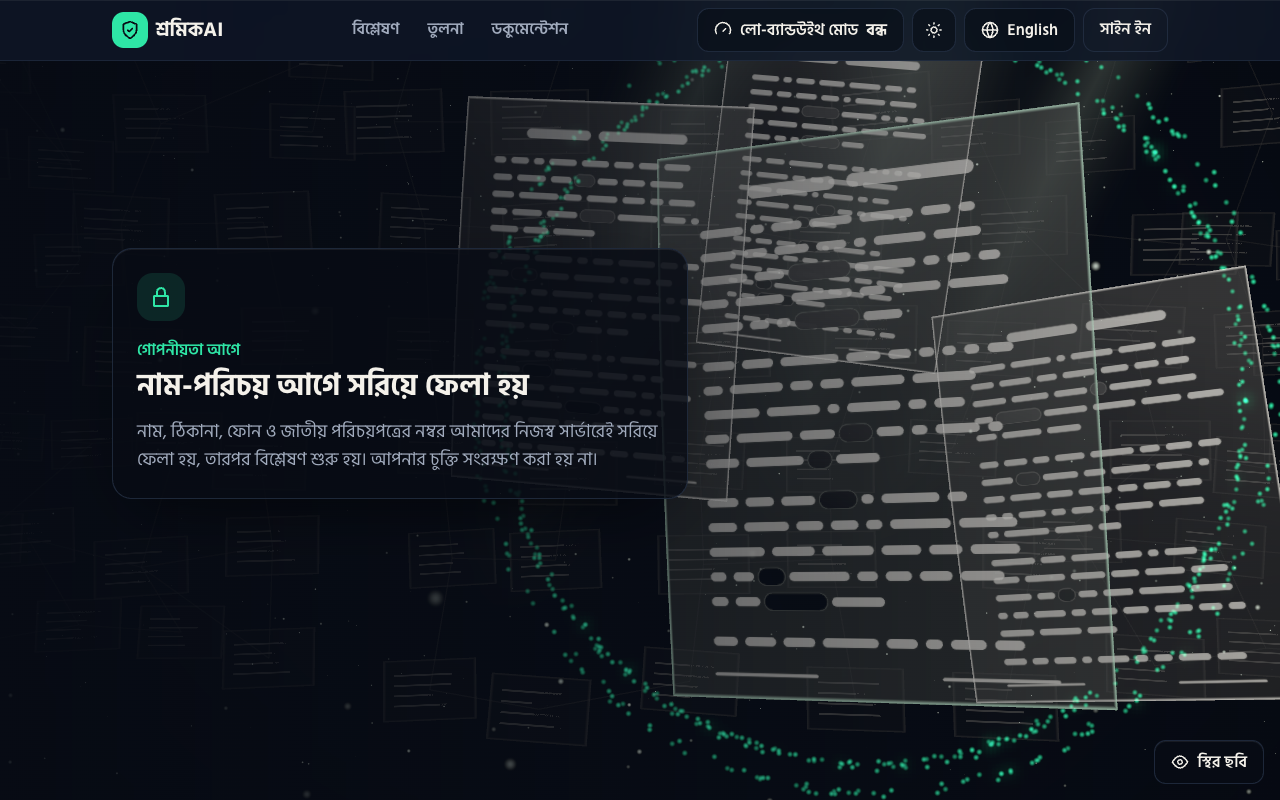 শ্রমিকAI
বিশ্লেষণ
তুলনা
ডকুমেন্টেশন
লো-ব্যান্ডউইথ মোড বন্ধ
English
সাইন ইন
গোপনীয়তা আগে
নাম-পরিচয় আগে সরিয়ে ফেলা হয়
নাম, ঠিকানা, ফোন ও জাতীয় পরিচয়পত্রের নম্বর আমাদের নিজস্ব সার্ভারেই সরিয়ে
ফেলা হয়, তারপর বিশ্লেষণ শুরু হয়। আপনার চুক্তি সংরক্ষণ করা হয় না।
স্থির ছবি